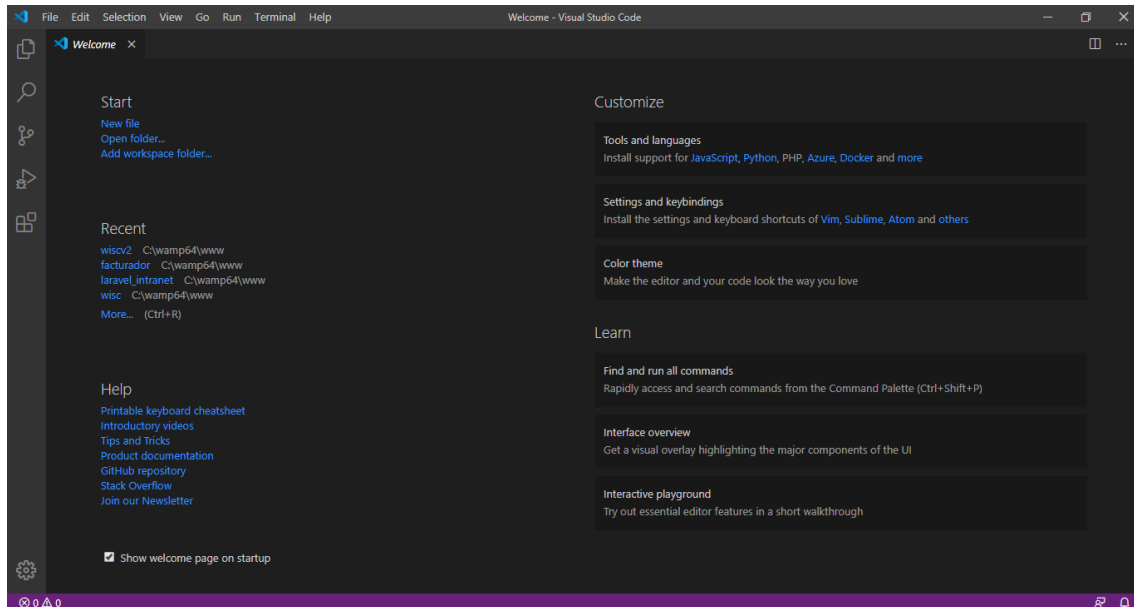 File Edit Selection View Go Run Terminal Help Welcome - Visual Studio Code
Welcome
Start
New file
Open folder...
Add workspace folder...
Recent
wiscv2 C:\wamp64\www
facturador C:\wamp64\www
laravel_intranet C:\wamp64\www
wisc C:\wamp64\www
More... (Ctrl+R)
Help
Printable keyboard cheatsheet
Introductory videos
Tips and Tricks
Product documentation
GitHub repository
Stack Overflow
Join our Newsletter
Show welcome page on startup
Customize
Tools and languages
Install support for JavaScript, Python, PHP, Azure, Docker and more
Settings and keybindings
Install the settings and keyboard shortcuts of Vim, Sublime, Atom and others
Color theme
Make the editor and your code look the way you love
Learn
Find and run all commands
Rapidly access and search commands from the Command Palette (Ctrl+Shift+P)
Interface overview
Get a visual overlay highlighting the major components of the UI
Interactive playground
Try out essential editor features in a short walkthrough
0 0